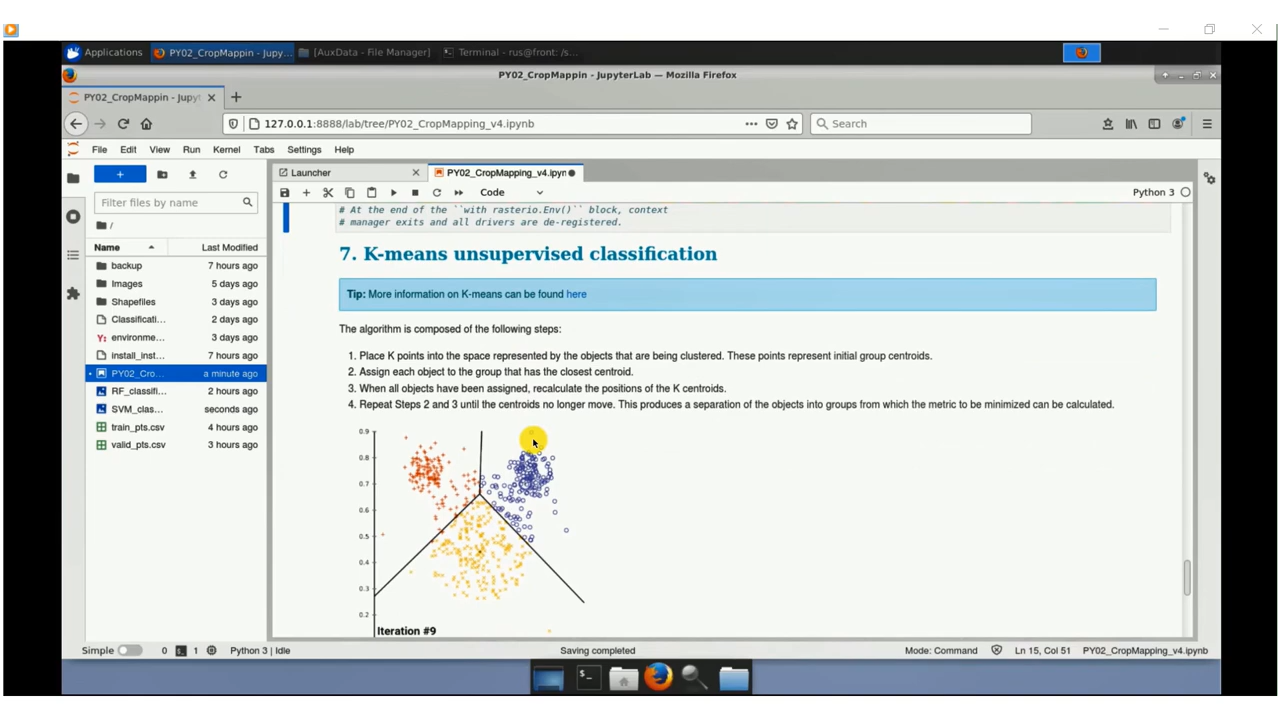 Applications PY02_CropMappin - Jupy... [AuxData - File Manager] Terminal - rus@front: /s...
PY02_CropMappin - JupyterLab — Mozilla Firefox
PY02_CropMappin - Jupyt
127.0.0.1:8888/lab/tree/PY02_CropMapping_v4.ipynb Search
File Edit View Run Kernel Tabs Settings Help
Launcher PY02_CropMapping_v4.ipyn
Filter files by name Code Python 3
/
# At the end of the ``with rasterio.Env()`` block, context
# manager exits and all drivers are de-registered.
Name Last Modified
backup 7 hours ago
Images 5 days ago
Shapefiles 3 days ago
Classificati... 2 days ago
Y: environme... 3 days ago
install_inst... 7 hours ago
PY02_Cro... a minute ago
RF_classifi... 2 hours ago
SVM_clas... seconds ago
train_pts.csv 4 hours ago
valid_pts.csv 3 hours ago
7. K-means unsupervised classification
Tip: More information on K-means can be found here
The algorithm is composed of the following steps:
1. Place K points into the space represented by the objects that are being clustered. These points represent initial group centroids.
2. Assign each object to the group that has the closest centroid.
3. When all objects have been assigned, recalculate the positions of the K centroids.
4. Repeat Steps 2 and 3 until the centroids no longer move. This produces a separation of the objects into groups from which the metric to be minimized can be calculated.
0.9
0.8
0.7
0.6
0.5
0.4
0.3
0.2
Iteration #9
Simple 0 1 Python 3 | Idle Saving completed Mode: Command Ln 15, Col 51 PY02_CropMapping_v4.ipynb